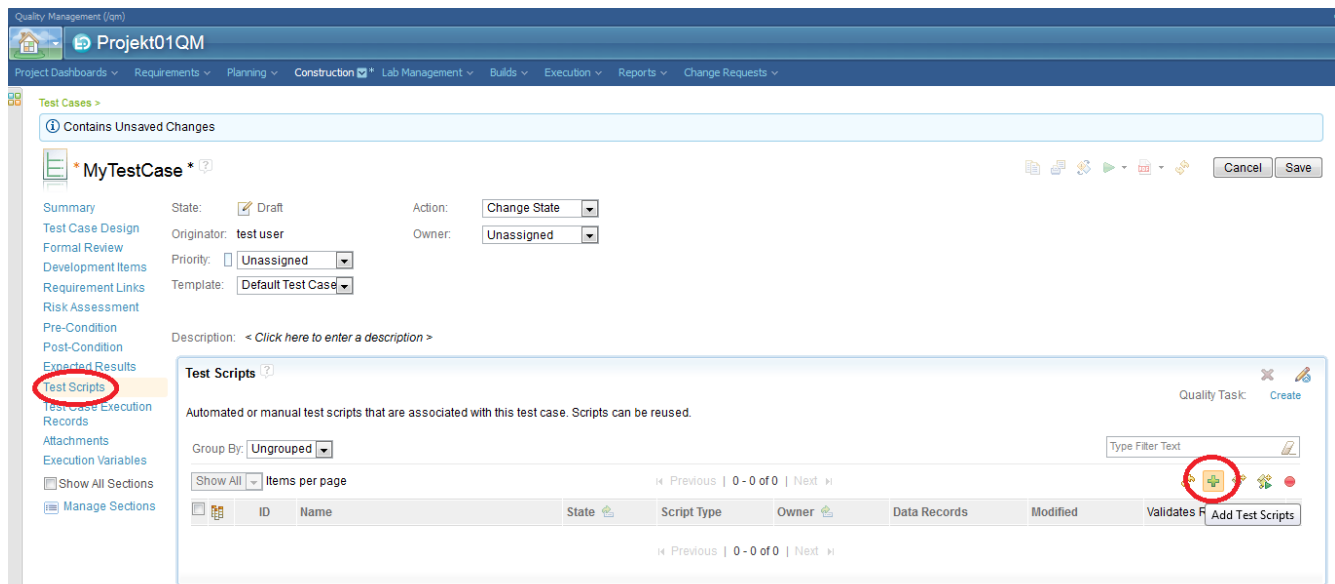 Quality Management (/qm)
Projekt01QM
Project Dashboards Requirements Planning Construction * Lab Management Builds Execution Reports Change Requests
Test Cases >
Contains Unsaved Changes
* MyTestCase * ? Cancel Save
Summary State: Draft Action: Change State
Test Case Design Originator: test user Owner: Unassigned
Formal Review Priority: Unassigned
Development Items
Requirement Links Template: Default Test Case
Risk Assessment
Pre-Condition Description: < Click here to enter a description >
Post-Condition
Expected Results Test Scripts ?
Test Scripts Quality Task: Create
Test Case Execution
Records Automated or manual test scripts that are associated with this test case. Scripts can be reused.
Attachments Group By: Ungrouped Type Filter Text
Execution Variables
Show All Sections Show All Items per page Previous | 0 - 0 of 0 | Next
Manage Sections ID Name State Script Type Owner Data Records Modified Validates R
Add Test Scripts
Previous | 0 - 0 of 0 | Next